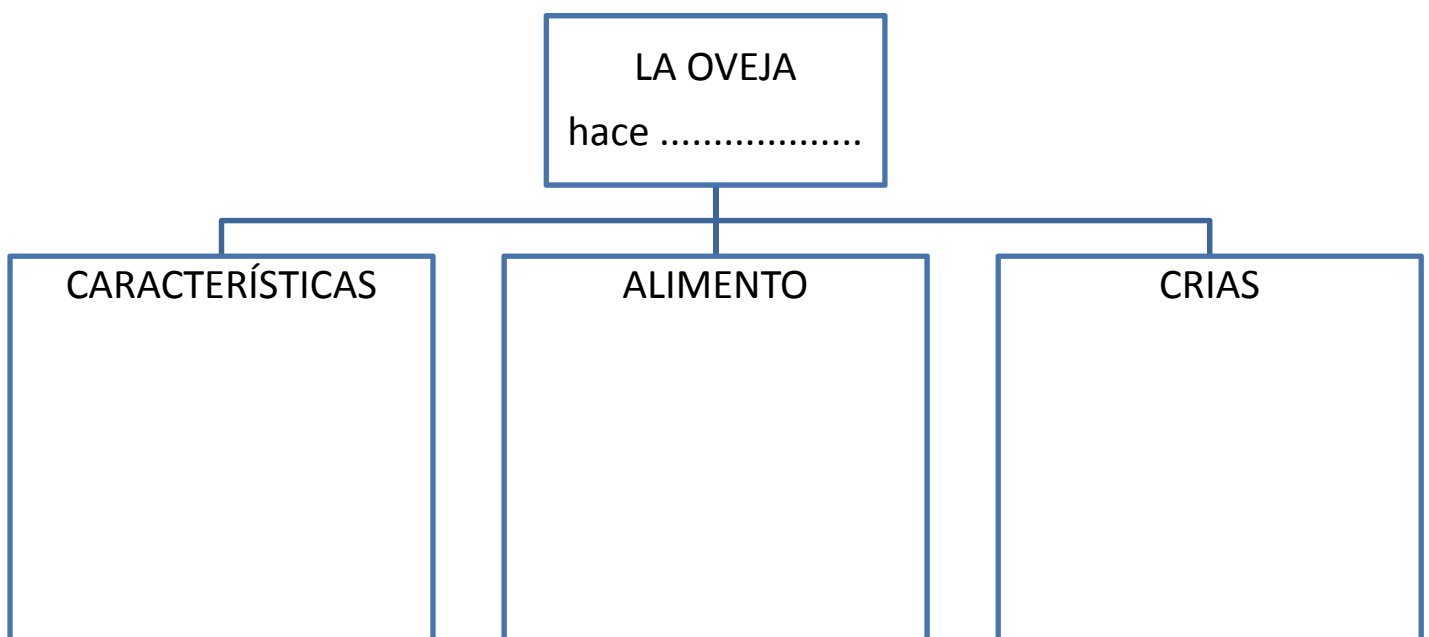 LA OVEJA
hace ...................
CARACTERÍSTICAS
ALIMENTO
CRIAS